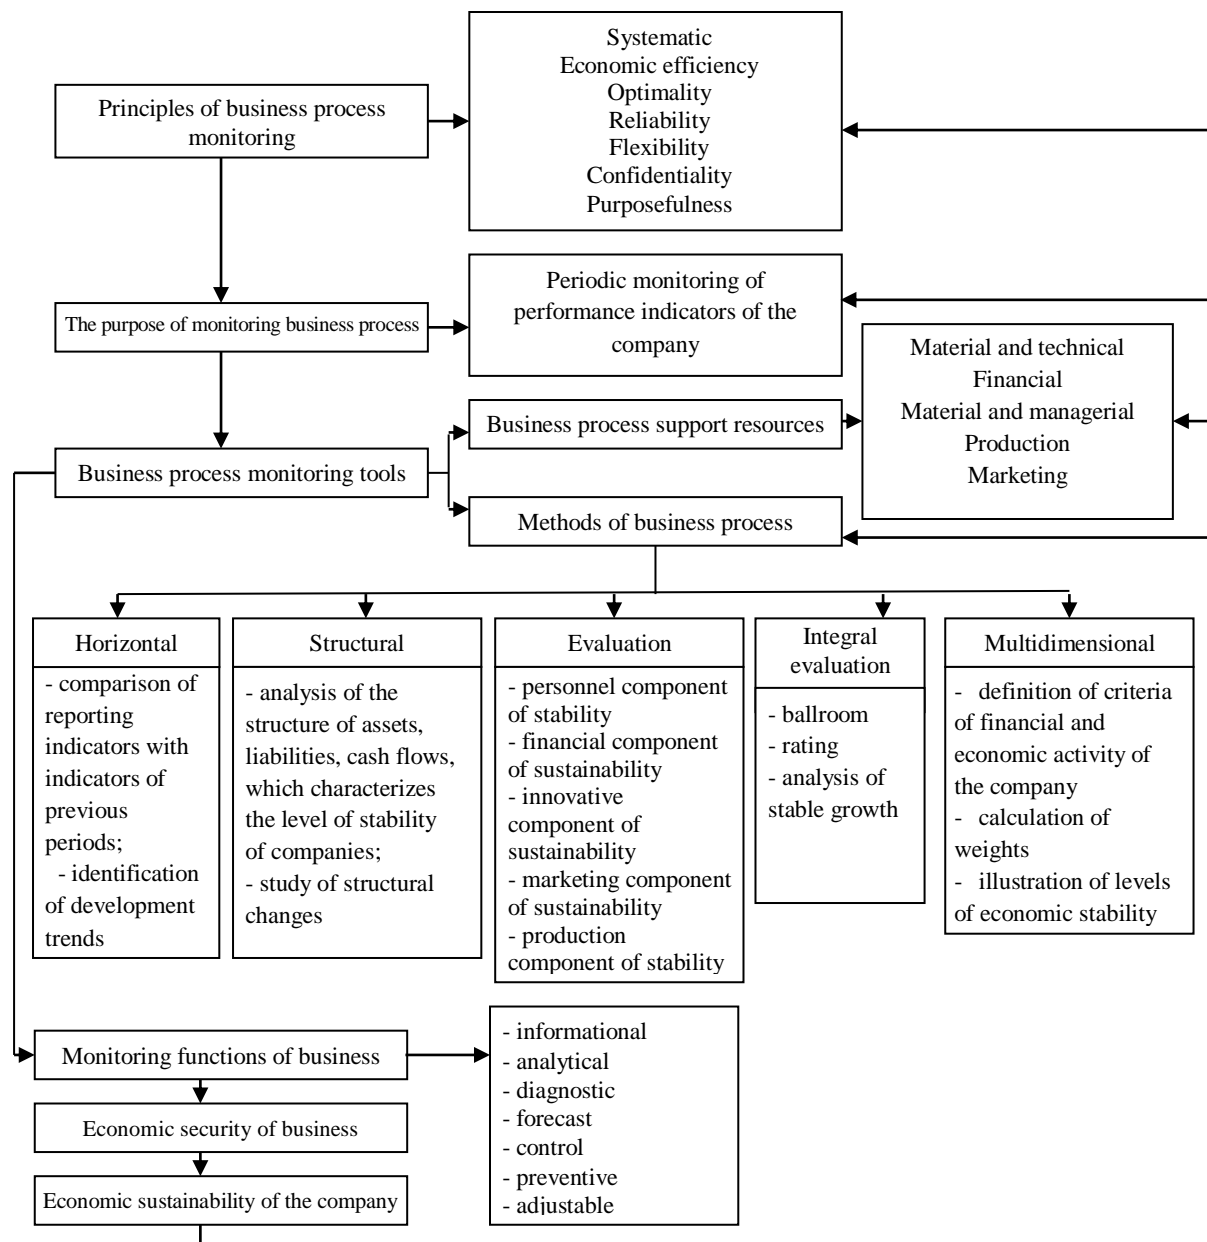 Systematic
Economic efficiency
Optimality
Reliability
Flexibility
Confidentiality
Purposefulness
Principles of business process
monitoring
Periodic monitoring of
performance indicators of the
company
The purpose of monitoring business process
Material and technical
Financial
Material and managerial
Production
Marketing
Business process support resources
Business process monitoring tools
Methods of business process
Horizontal
- comparison of
reporting
indicators with
indicators of
previous
periods;
- identification
of development
trends
Structural
- analysis of the
structure of assets,
liabilities, cash flows,
which characterizes
the level of stability
of companies;
- study of structural
changes
Evaluation
- personnel component
of stability
- financial component
of sustainability
- innovative
component of
sustainability
- marketing component
of sustainability
- production
component of stability
Integral
evaluation
- ballroom
- rating
- analysis of
stable growth
Multidimensional
- definition of criteria
of financial and
economic activity of
the company
- calculation of
weights
- illustration of levels
of economic stability
Monitoring functions of business
- informational
- analytical
- diagnostic
- forecast
- control
- preventive
- adjustable
Economic security of business
Economic sustainability of the company